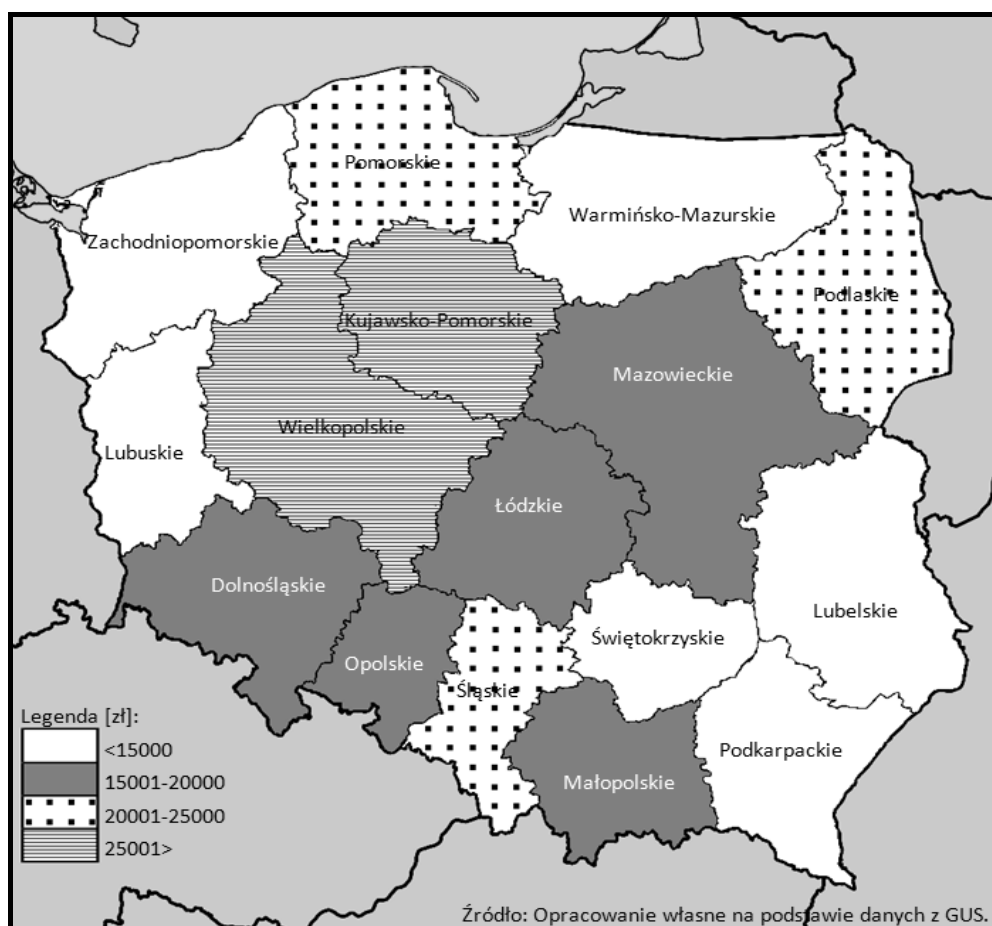 Pomorskie
Warmińsko-Mazurskie
Zachodniopomorskie
Podlaskie
Kujawsko-Pomorskie
Mazowieckie
Wielkopolskie
Lubuskie
Łódzkie
Dolnośląskie
Lubelskie
Świętokrzyskie
Opolskie
Śląskie
Podkarpackie
Małopolskie
Legenda [zł]:
<15000
15001-20000
20001-25000
25001>
Źródło: Opracowanie własne na podstawie danych z GUS.